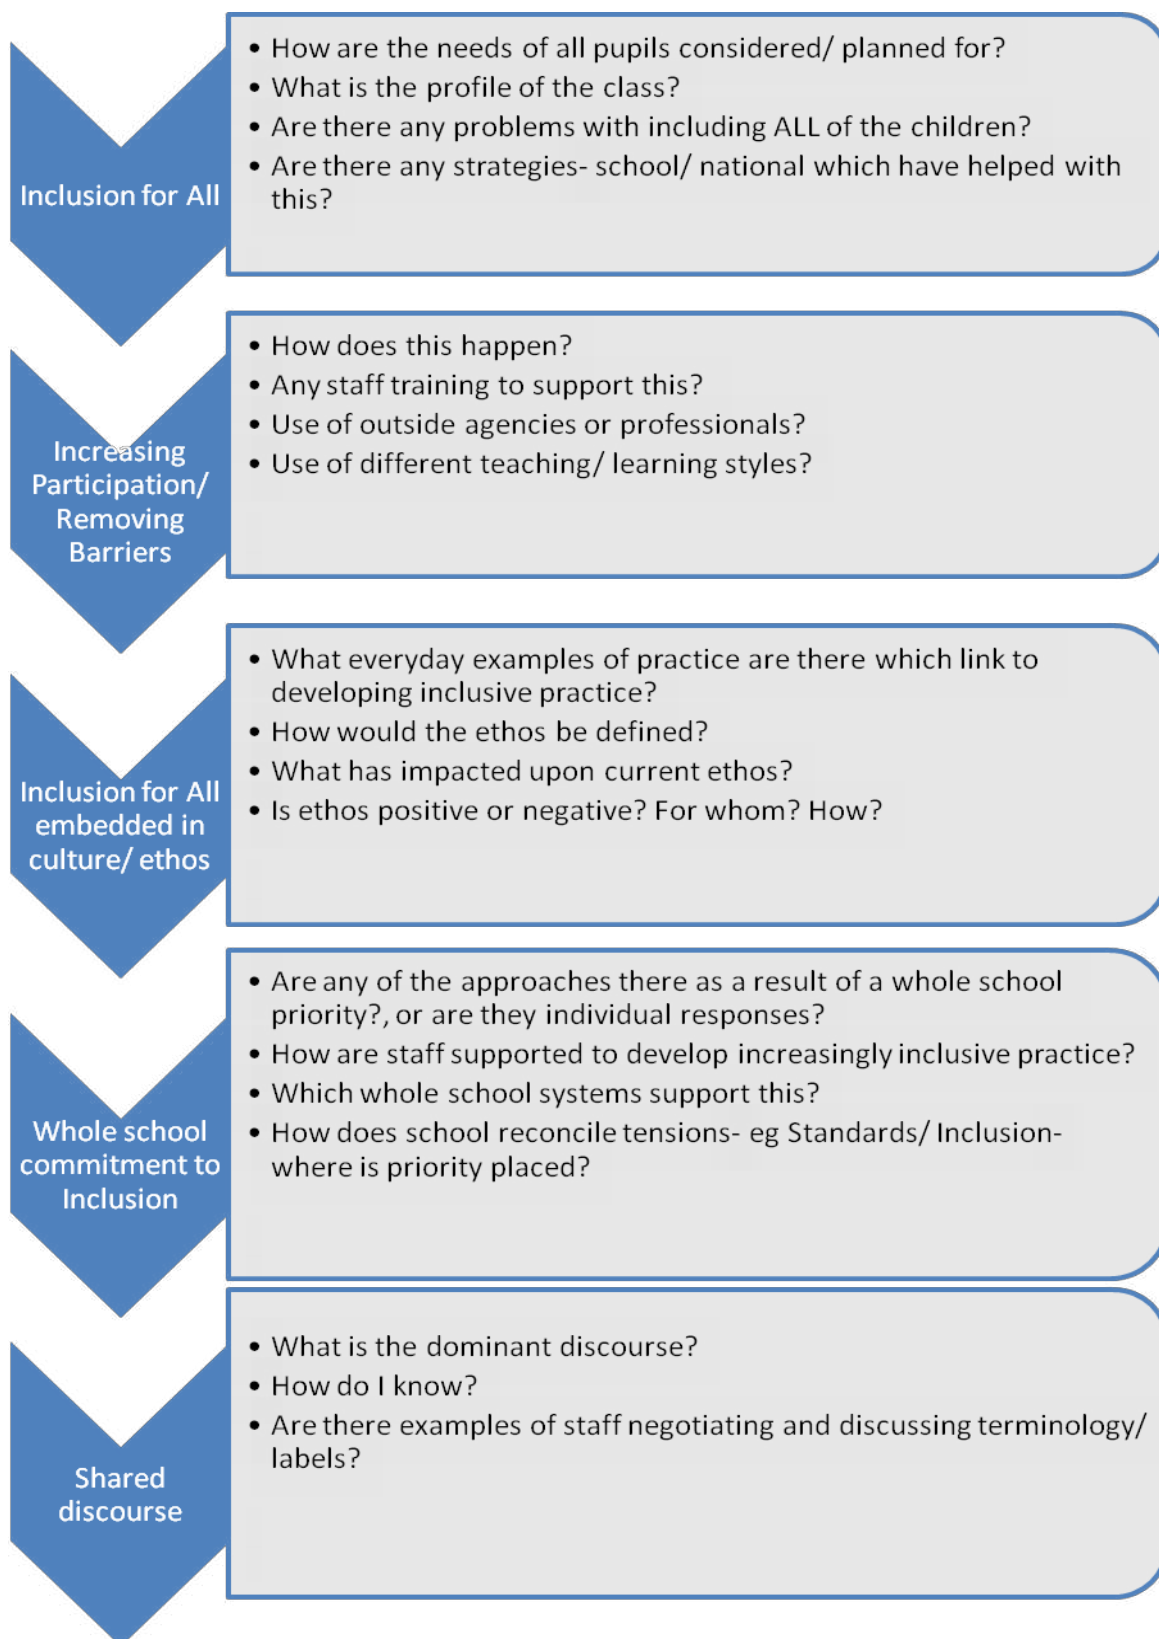 • How are the needs of all pupils considered/ planned for?
• What is the profile of the class?
• Are there any problems with including ALL of the children?
• Are there any strategies- school/ national which have helped with
this?
Inclusion for All
• How does this happen?
• Any staff training to support this?
• Use of outside agencies or professionals?
• Use of different teaching/ learning styles?
Increasing
Participation/
Removing
Barriers
• What everyday examples of practice are there which link to
developing inclusive practice?
• How would the ethos be defined?
• What has impacted upon current ethos?
• Is ethos positive or negative? For whom? How?
Inclusion for All
embedded in
culture/ ethos
• Are any of the approaches there as a result of a whole school
priority?, or are they individual responses?
• How are staff supported to develop increasingly inclusive practice?
• Which whole school systems support this?
• How does school reconcile tensions- eg Standards/ Inclusion-
where is priority placed?
Whole school
commitment to
Inclusion
• What is the dominant discourse?
• How do I know?
• Are there examples of staff negotiating and discussing terminology/
labels?
Shared
discourse